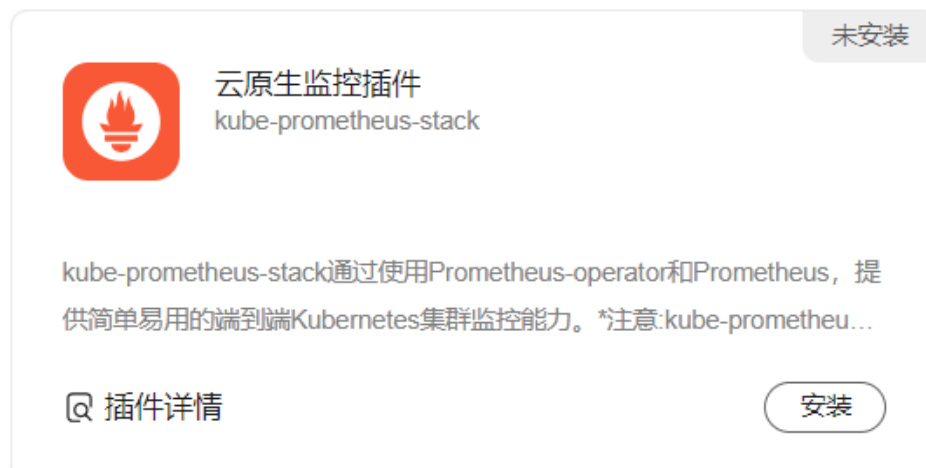 未安装
云原生监控插件
kube-prometheus-stack
kube-prometheus-stack通过使用Prometheus-operator和Prometheus，提
供简单易用的端到端Kubernetes集群监控能力。*注意:kube-prometheu...
插件详情
安装